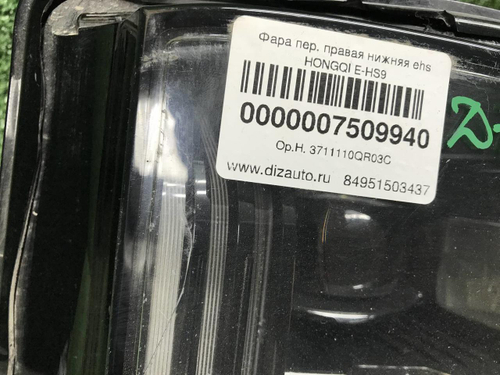 Фара пер. правая нижняя ehs
HONGQI E-HS9
0000007509940
Ор.Н. 3711110QR03C
www.dizauto.ru 84951503437